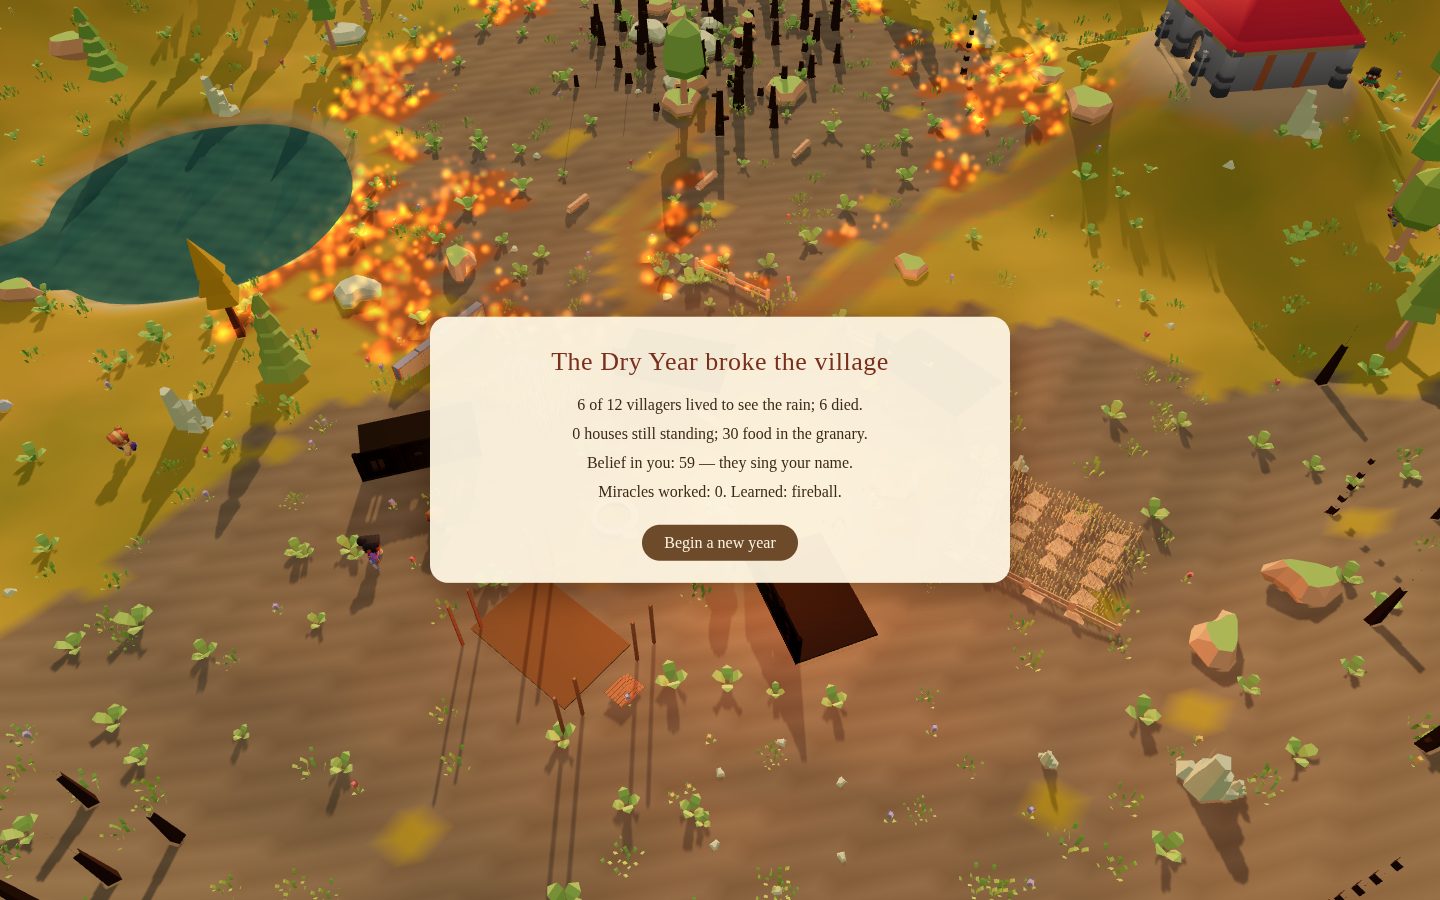 The Dry Year broke the village
6 of 12 villagers lived to see the rain; 6 died.
0 houses still standing; 30 food in the granary.
Belief in you: 59 — they sing your name.
Miracles worked: 0. Learned: fireball.
Begin a new year